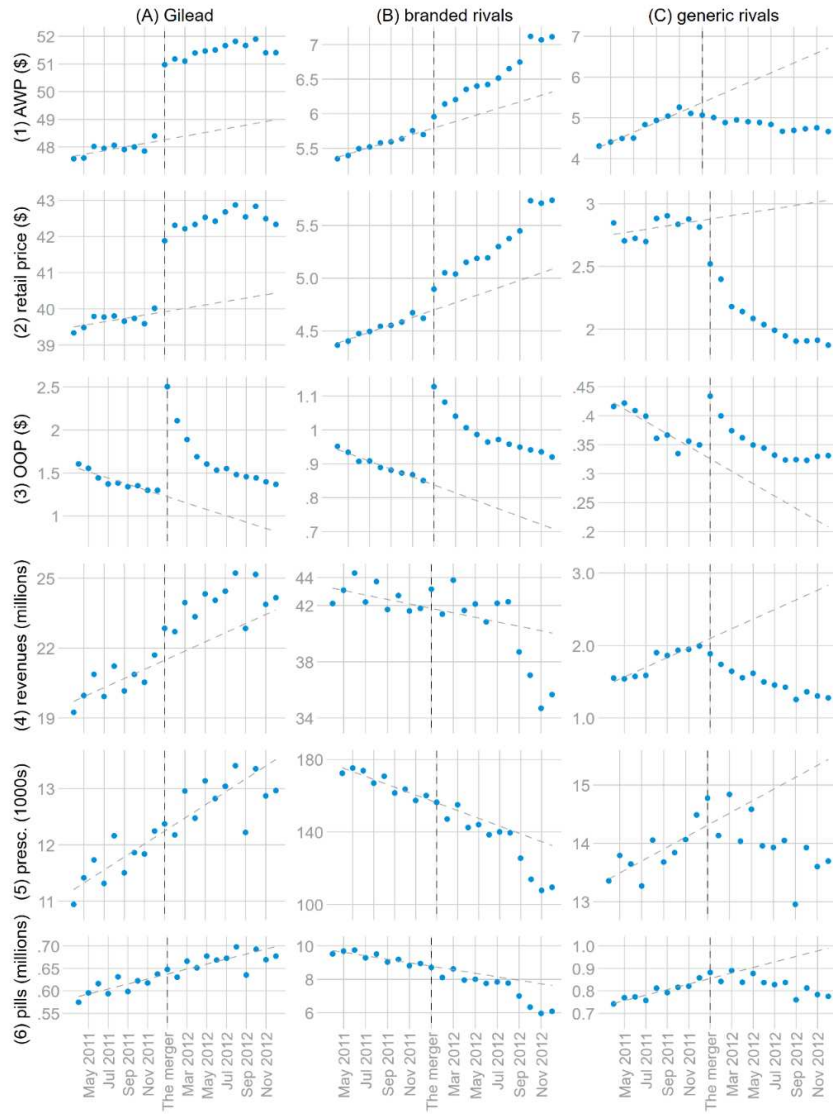 (A) Gilead (B) branded rivals (C) generic rivals
(1) AWP ($)
52
51
50
49
48
7
6.5
6
5.5
7
6
5
4
(2) retail price ($)
43
42
41
40
39
5.5
5.0
4.5
3
2.5
2
(3) OOP ($)
2.5
2
1.5
1
1.1
1
.9
.8
.7
.45
.4
.35
.3
.25
.2
(4) revenues (millions)
25
22
19
44
42
38
34
3.0
2.0
1.0
(5) presc. (1000s)
13
12
11
180
140
100
15
14
13
(6) pills (millions)
.70
.65
.60
.55
10
8
6
1.0
0.9
0.8
0.7
May 2011
Jul 2011
Sep 2011
Nov 2011
The merger
Mar 2012
May 2012
Jul 2012
Sep 2012
Nov 2012
May 2011
Jul 2011
Sep 2011
Nov 2011
The merger
Mar 2012
May 2012
Jul 2012
Sep 2012
Nov 2012
May 2011
Jul 2011
Sep 2011
Nov 2011
The merger
Mar 2012
May 2012
Jul 2012
Sep 2012
Nov 2012